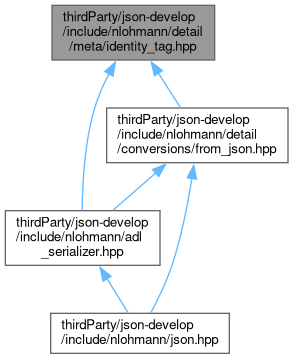 thirdParty/json-develop
/include/nlohmann/detail
/meta/identity_tag.hpp
thirdParty/json-develop
/include/nlohmann/detail
/conversions/from_json.hpp
thirdParty/json-develop
/include/nlohmann/adl
_serializer.hpp
thirdParty/json-develop
/include/nlohmann/json.hpp